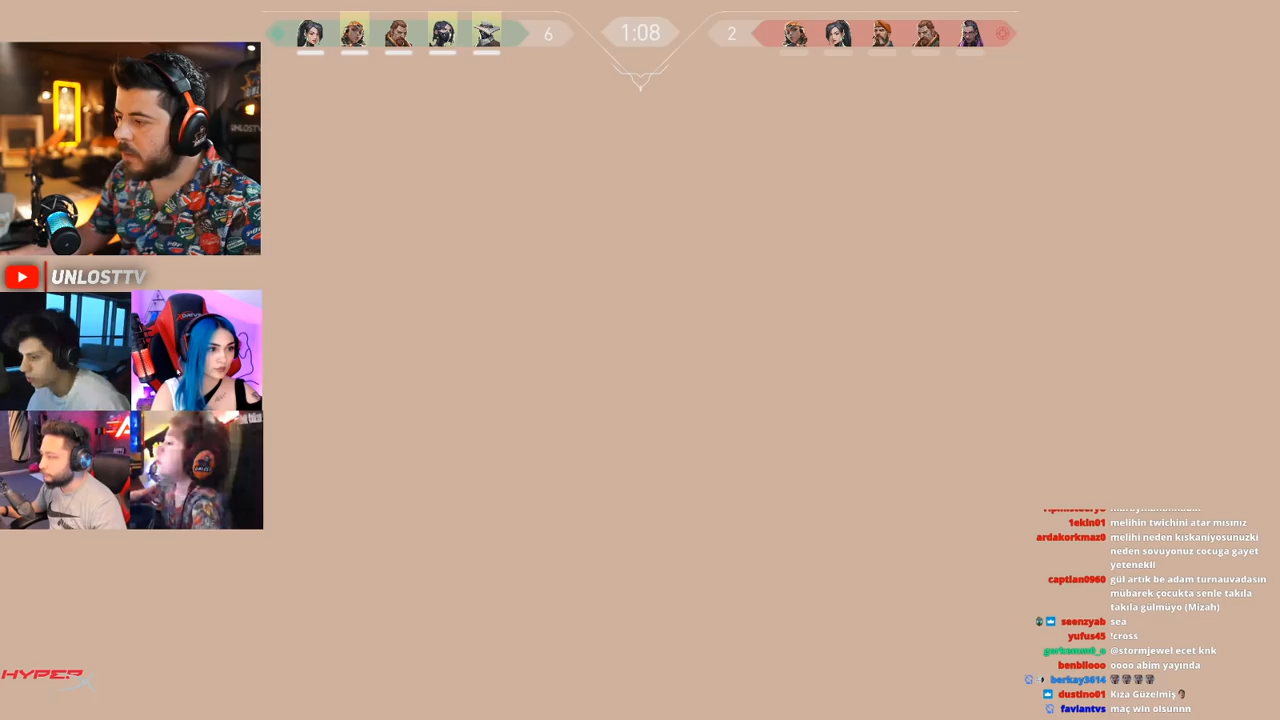 6
1:08
2
UNLOSTTV
1ekin01 melihin twichini atar mısınız
ardakorkmaz0 melihi neden kıskanıyosunuzki
neden sovuyonuz cocuga gayet
yetenekli
captian0960 gül artık be adam turnauvadasın
mübarek çocukta senle takıla
takıla gülmüyo (Mizah)
seenzyab sea
yufus45 !cross
@stormjewel ecet knk
benbiiooo oooo abim yayında
berkay3614
dustino01 Kıza Güzelmiş
faviantvs maç win olsunnn
HYPERX